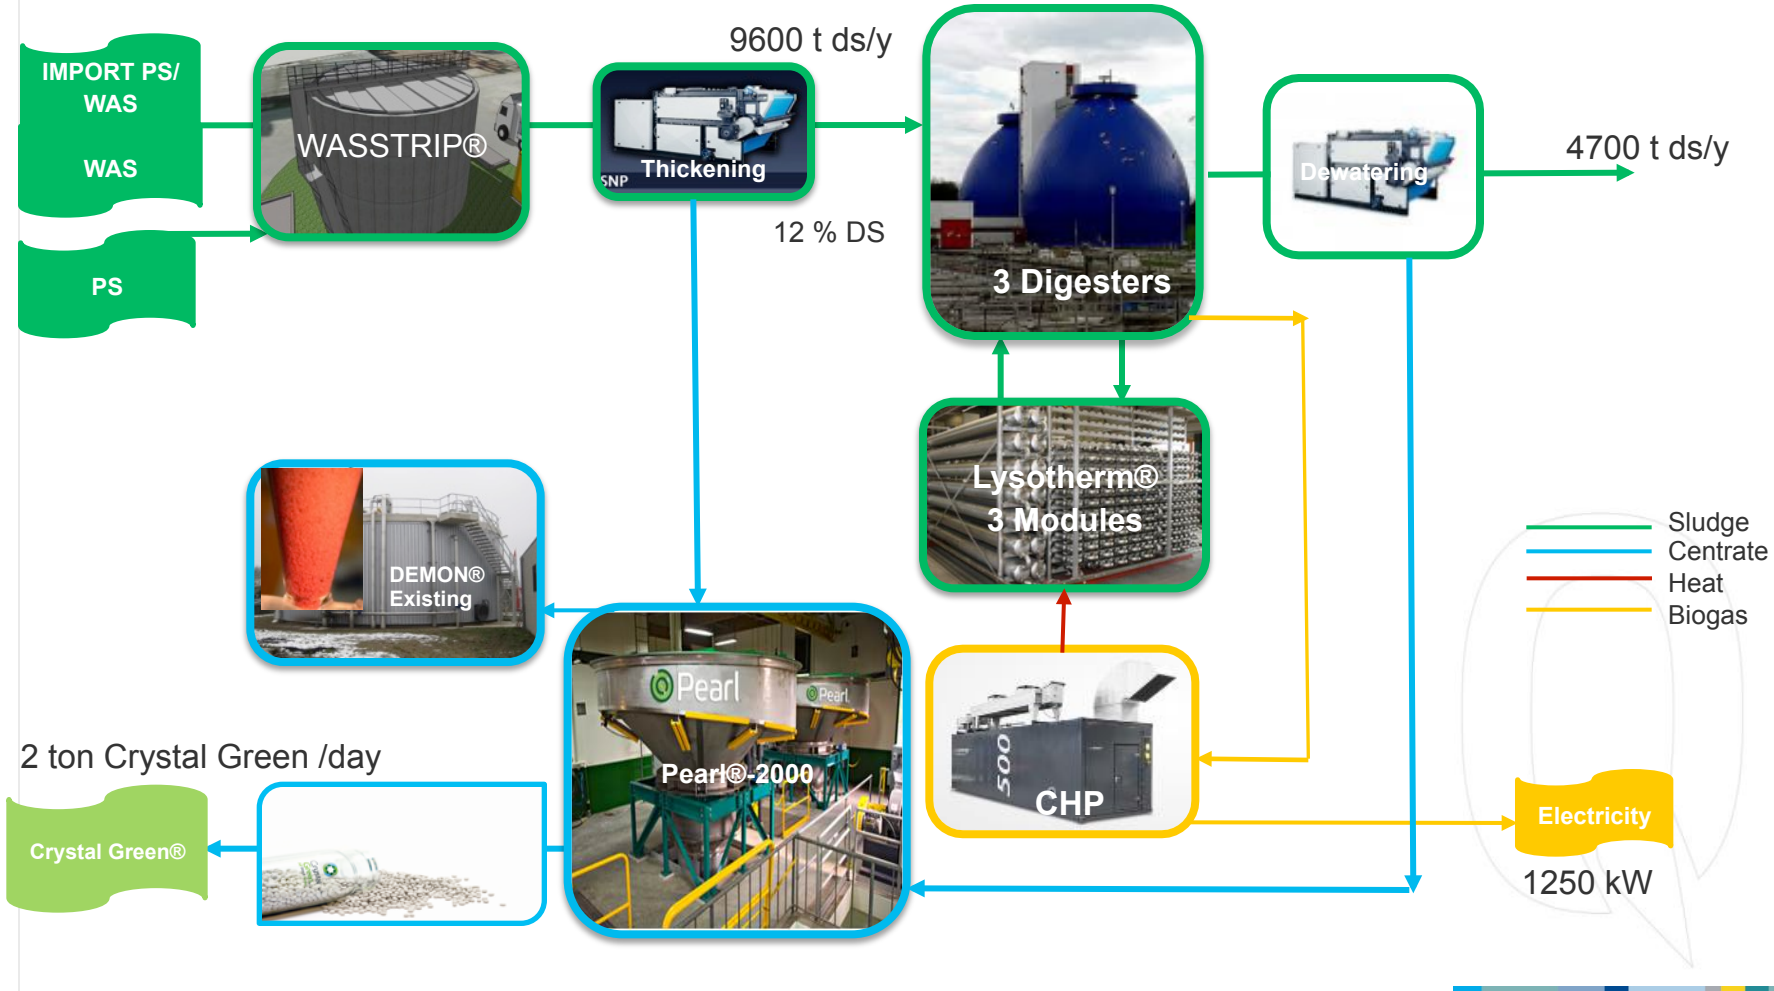 IMPORT PS/
WAS
WAS
PS
WASSTRIP®
Thickening
SNP
9600 t ds/y
12 % DS
3 Digesters
Dewatering
4700 t ds/y
Lysotherm®
3 Modules
DEMON®
Existing
Pearl
Pearl
Pearl®-2000
500
CHP
Electricity
1250 kW
2 ton Crystal Green /day
Crystal Green®
Sludge
Centrate
Heat
Biogas